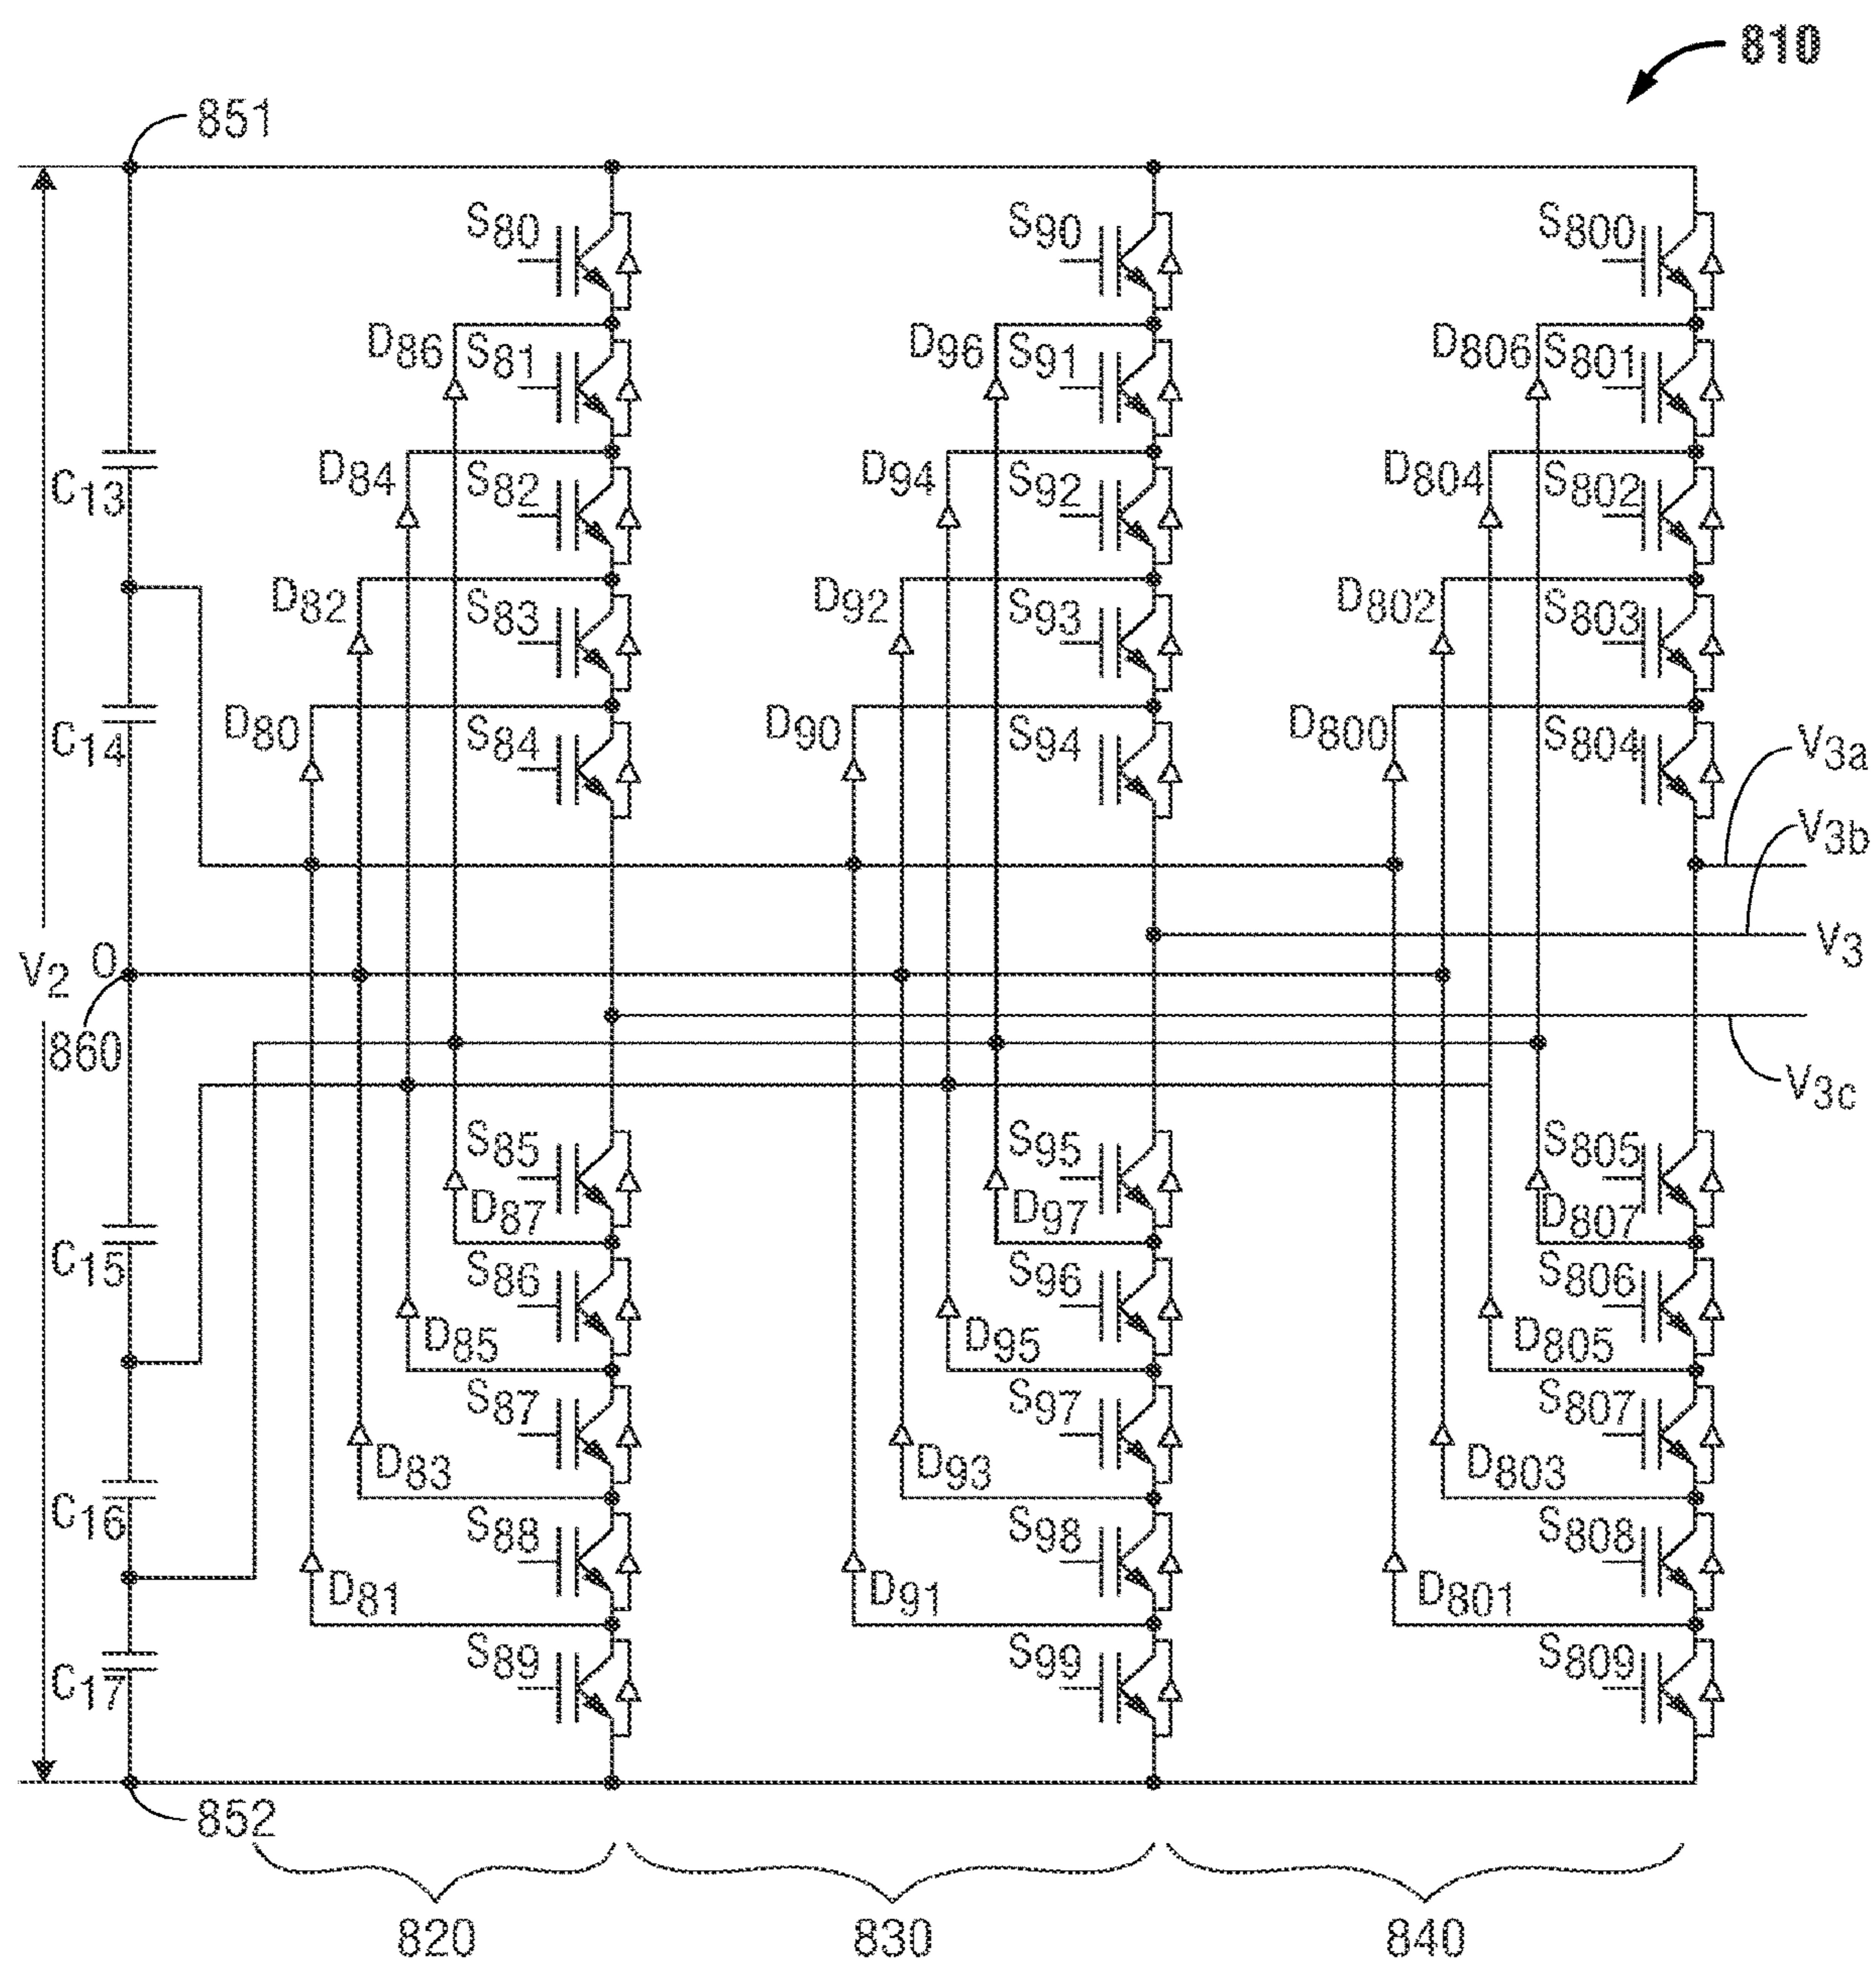 810
851
S80 S90 S800
D86 S81 D96 S91 D806 S801
C13 D84 S82 D94 S92 D804 S802
D82 S83 D92 S93 D802 S803
C14 D80 S84 D90 S94 D800 S804
V3a
V3b
V3
V2 O
860
V3c
S85 S95 S805
D87 D97 D807
C15 S86 S96 S806
D85 D95 D805
S87 S97 S807
D83 D93 D803
C16 S88 S98 S808
D81 D91 D801
C17 S89 S99 S809
852
820 830 840